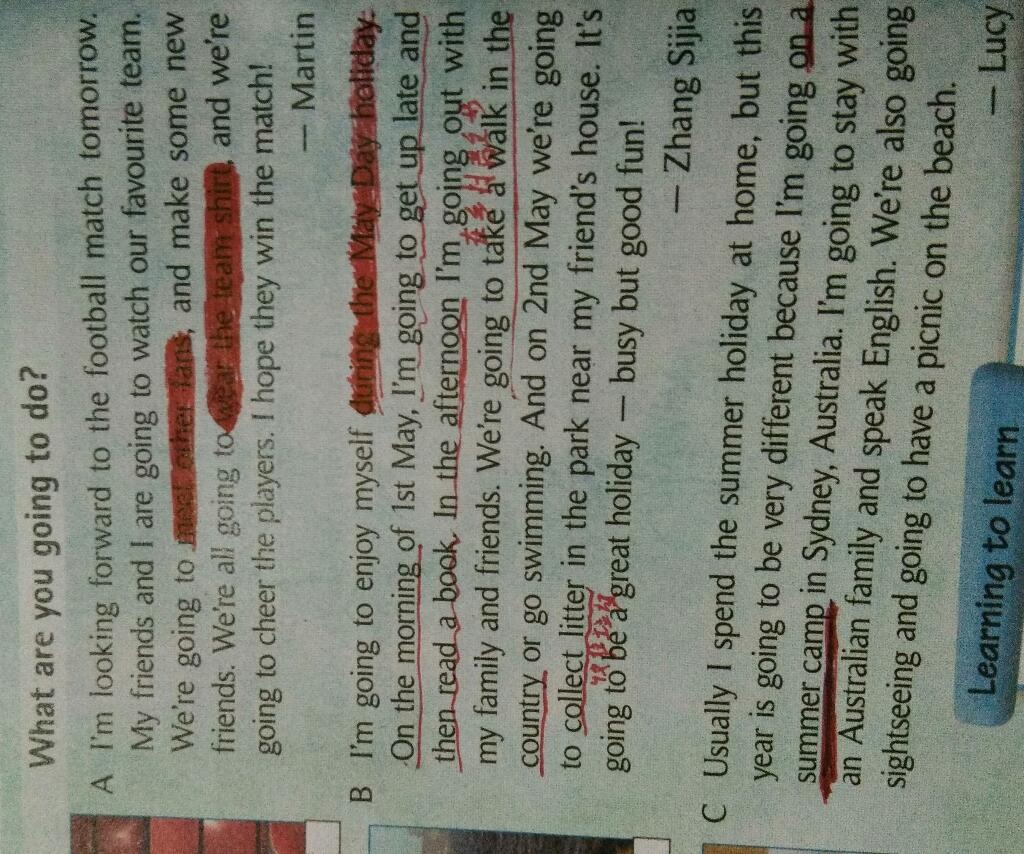 What are you going to do?
A I'm looking forward to the football match tomorrow.
My friends and I are going to watch our favourite team.
We're going to meet other fans, and make some new
friends. We're all going to wear the team shirt, and we're
going to cheer the players. I hope they win the match!
— Martin
B I'm going to enjoy myself during the May Day holiday.
On the morning of 1st May, I'm going to get up late and
then read a book. In the afternoon I'm going out with
my family and friends. We're going to take a walk in the
country or go swimming. And on 2nd May we're going
to collect litter in the park near my friend's house. It's
going to be a great holiday — busy but good fun!
— Zhang Sijia
C Usually I spend the summer holiday at home, but this
year is going to be very different because I'm going on a
summer camp in Sydney, Australia. I'm going to stay with
an Australian family and speak English. We're also going
sightseeing and going to have a picnic on the beach.
— Lucy
Learning to learn